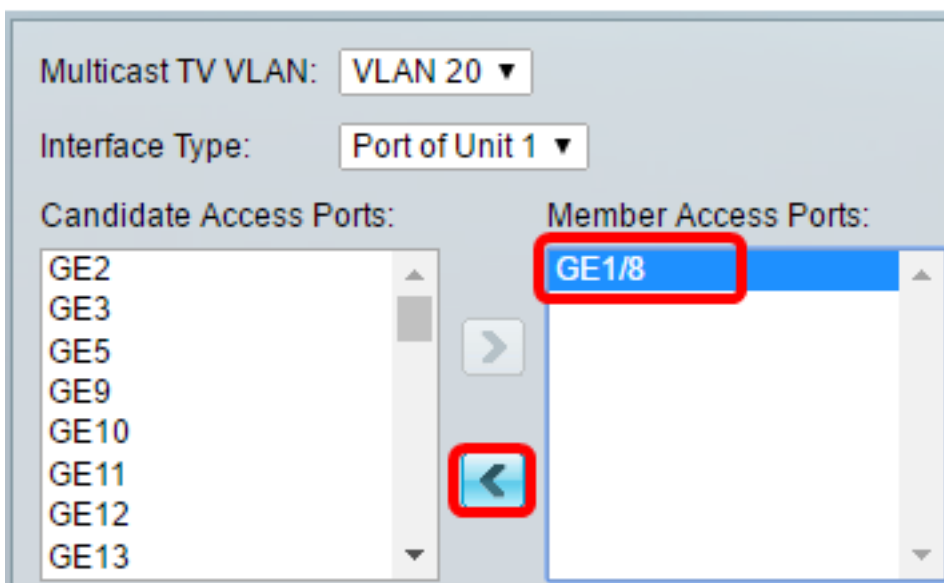 Multicast TV VLAN: VLAN 20 ▼
Interface Type: Port of Unit 1 ▼
Candidate Access Ports: Member Access Ports:
GE2 GE1/8
GE3
GE5
GE9
GE10
GE11
GE12
GE13